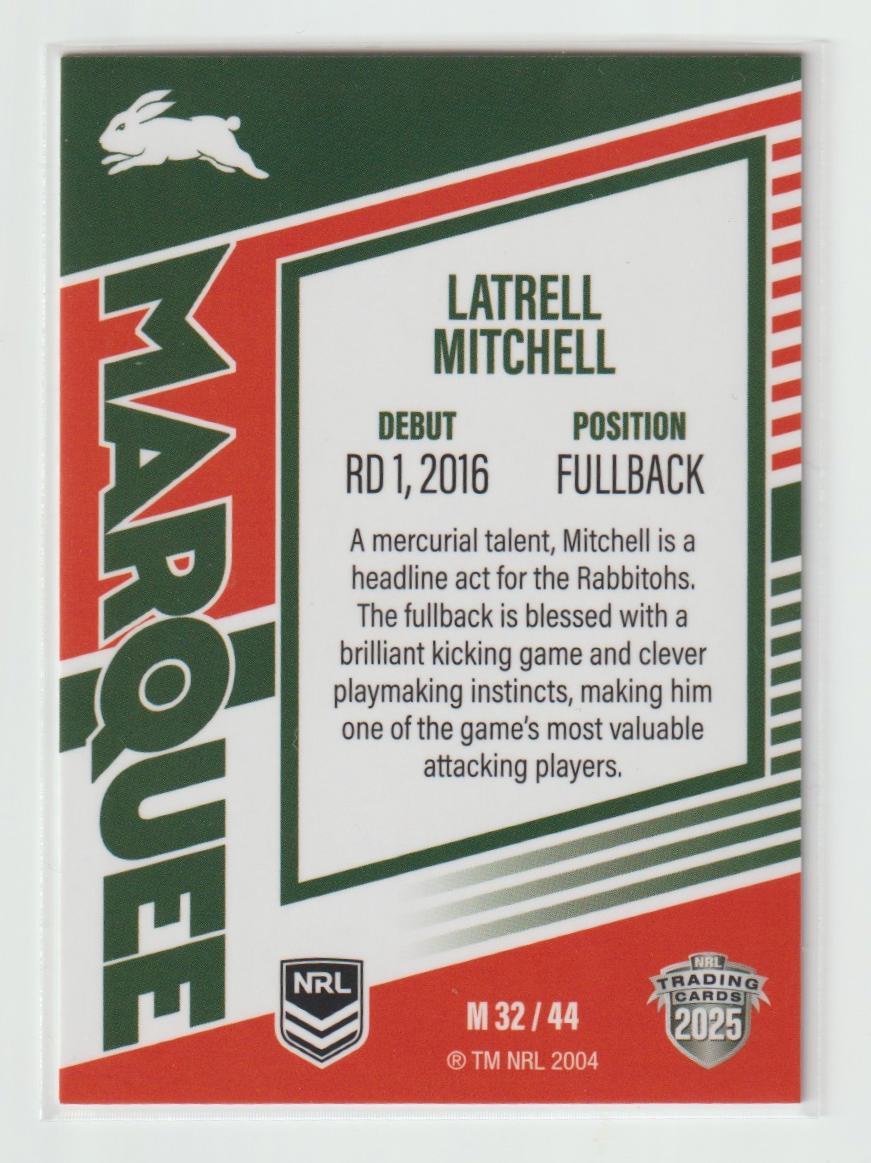 MARQUEE
LATRELL
MITCHELL
DEBUT POSITION
RD 1, 2016 FULLBACK
A mercurial talent, Mitchell is a
headline act for the Rabbitohs.
The fullback is blessed with a
brilliant kicking game and clever
playmaking instincts, making him
one of the game's most valuable
attacking players.
NRL
M 32 / 44
® TM NRL 2004
NRL
TRADING
CARDS
2025